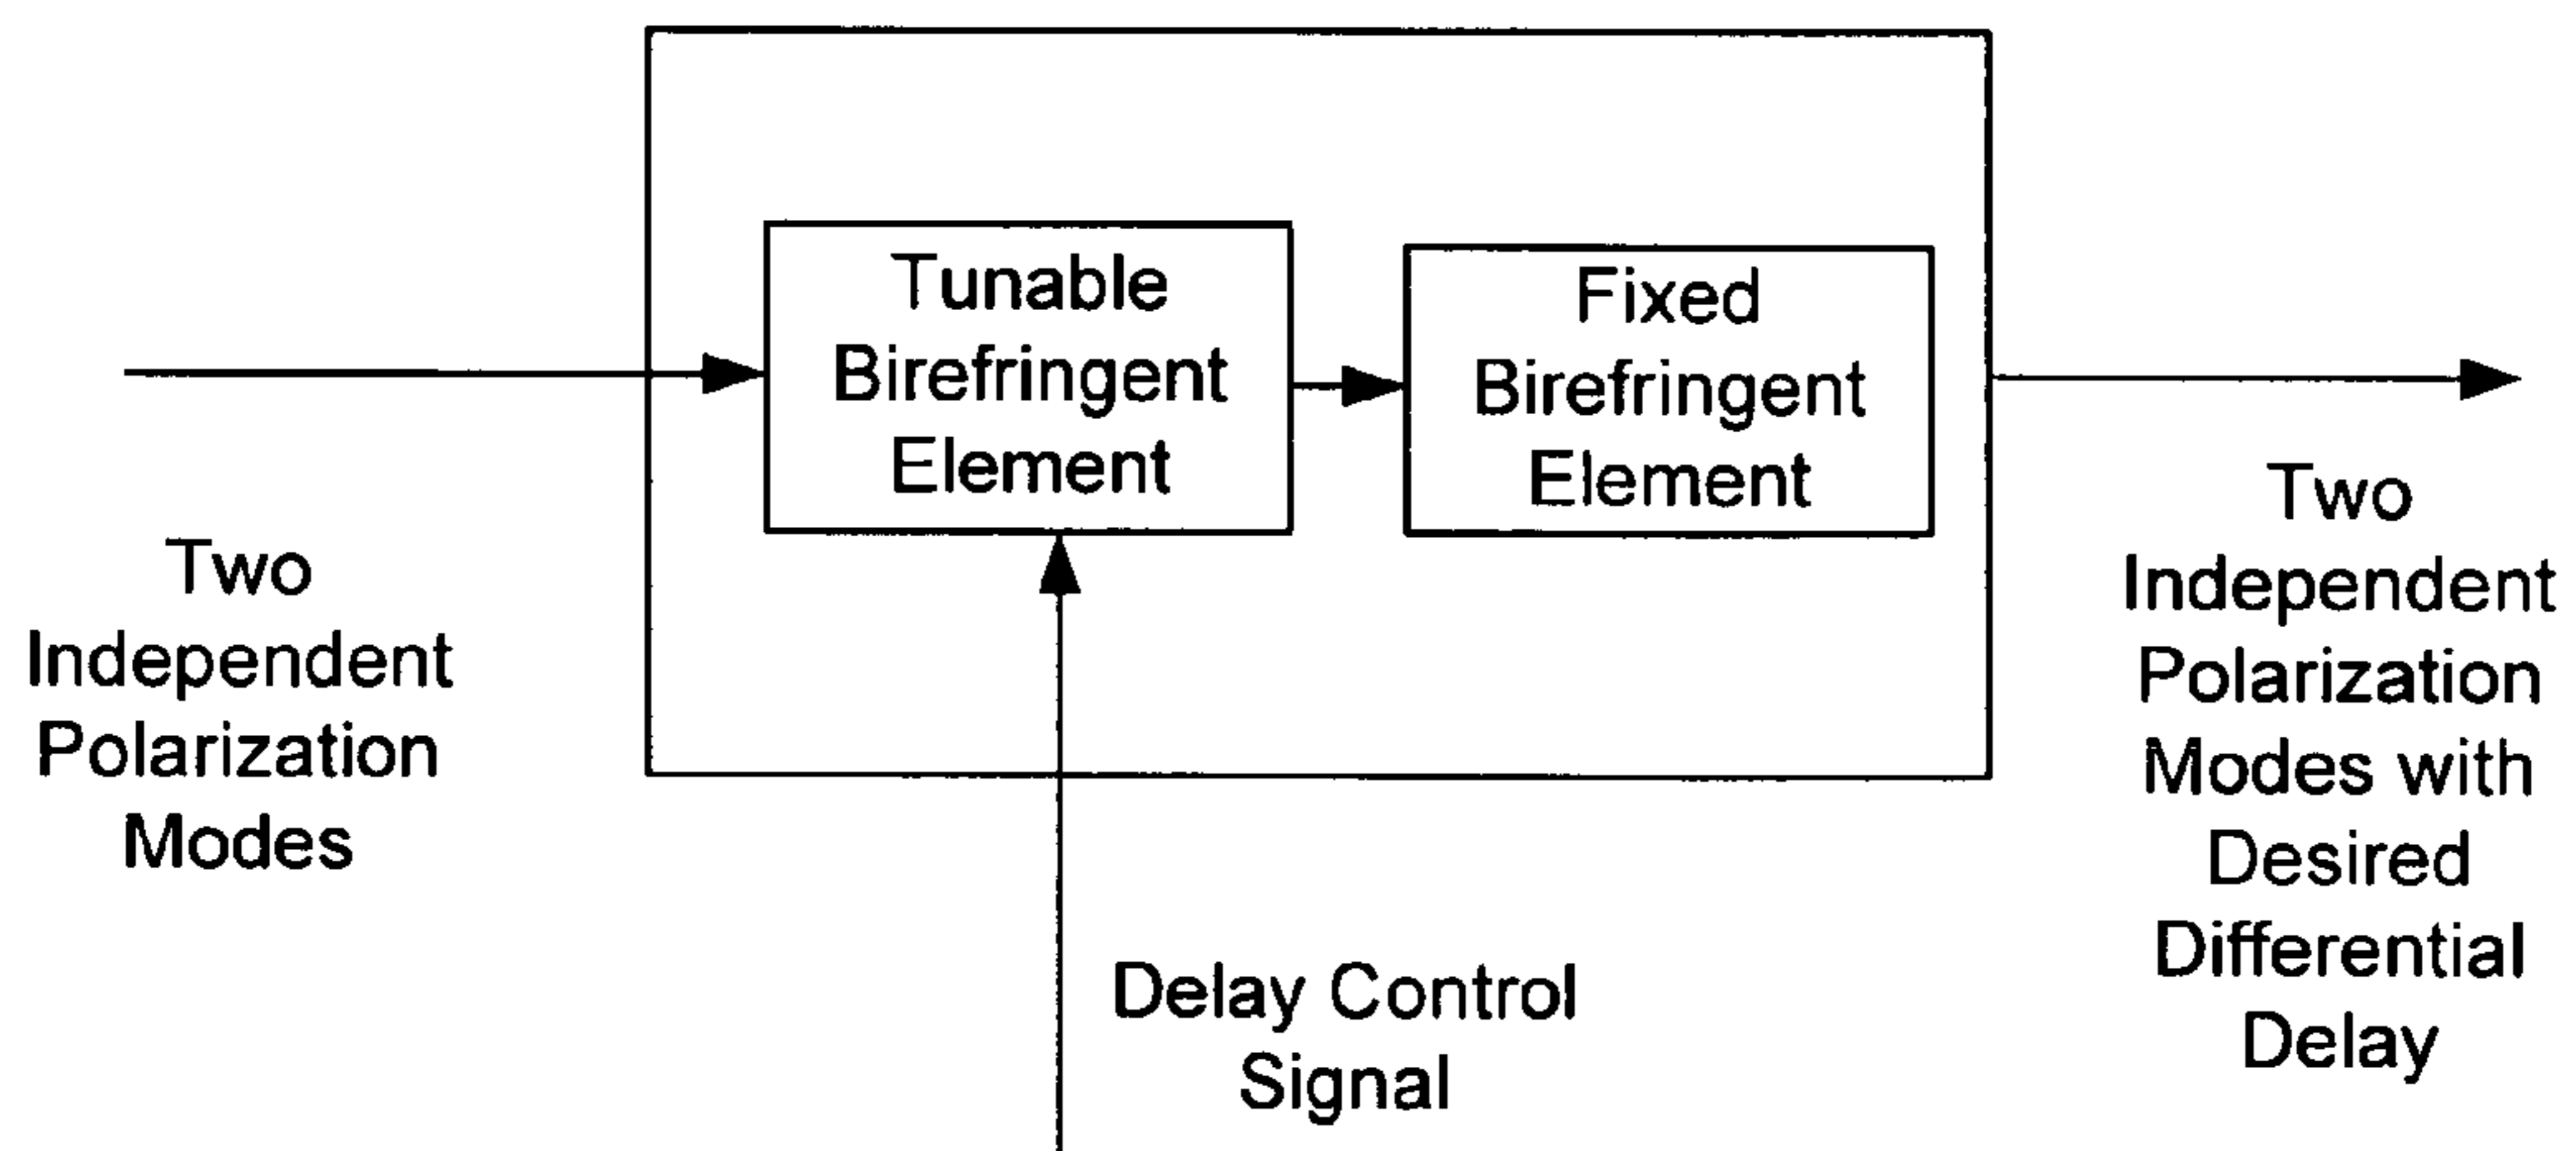 Tunable
Birefringent
Element
Fixed
Birefringent
Element
Two
Independent
Polarization
Modes
Two
Independent
Polarization
Modes with
Desired
Differential
Delay
Delay Control
Signal